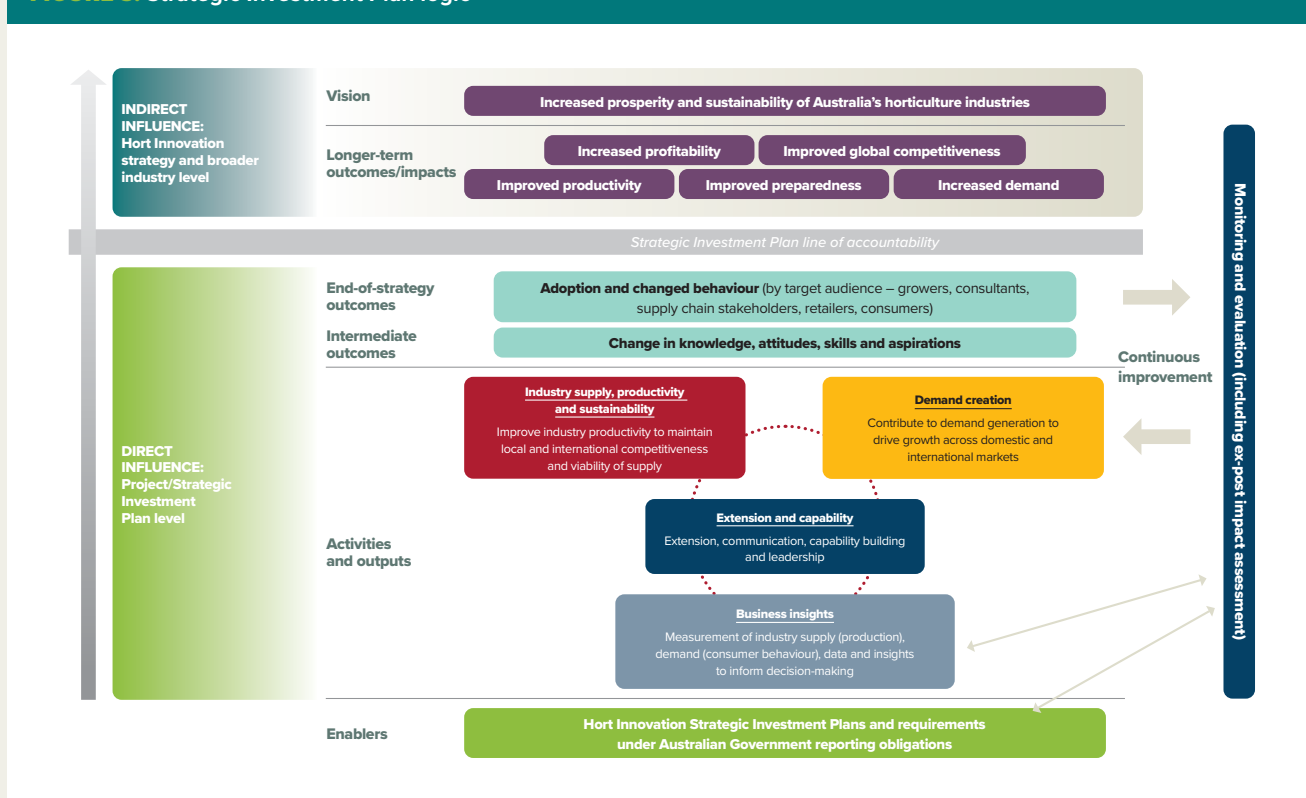 INDIRECT
INFLUENCE:
Hort Innovation
strategy and broader
industry level
Vision
Increased prosperity and sustainability of Australia's horticulture industries
Longer-term
outcomes/impacts
Increased profitability
Improved global competitiveness
Improved productivity
Improved preparedness
Increased demand
Strategic Investment Plan line of accountability
DIRECT
INFLUENCE:
Project/Strategic
Investment
Plan level
End-of-strategy
outcomes
Adoption and changed behaviour (by target audience – growers, consultants,
supply chain stakeholders, retailers, consumers)
Intermediate
outcomes
Change in knowledge, attitudes, skills and aspirations
Activities
and outputs
Industry supply, productivity
and sustainability
Improve industry productivity to maintain
local and international competitiveness
and viability of supply
Demand creation
Contribute to demand generation to
drive growth across domestic and
international markets
Extension and capability
Extension, communication, capability building
and leadership
Business insights
Measurement of industry supply (production),
demand (consumer behaviour), data and insights
to inform decision-making
Enablers
Hort Innovation Strategic Investment Plans and requirements
under Australian Government reporting obligations
Continuous
improvement
Monitoring and evaluation (including ex-post impact assessment)